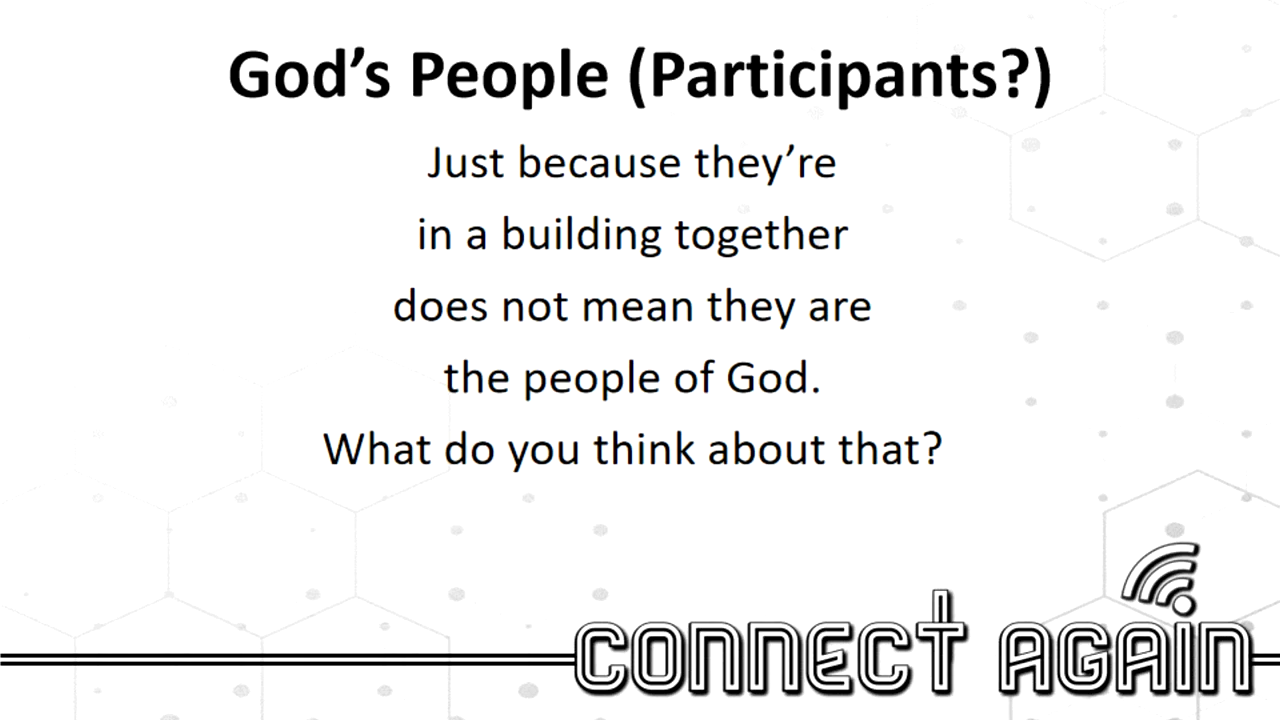 God’s People (Participants?)
Just because they’re
in a building together
does not mean they are
the people of God.
What do you think about that?
CONNECT AGAIN